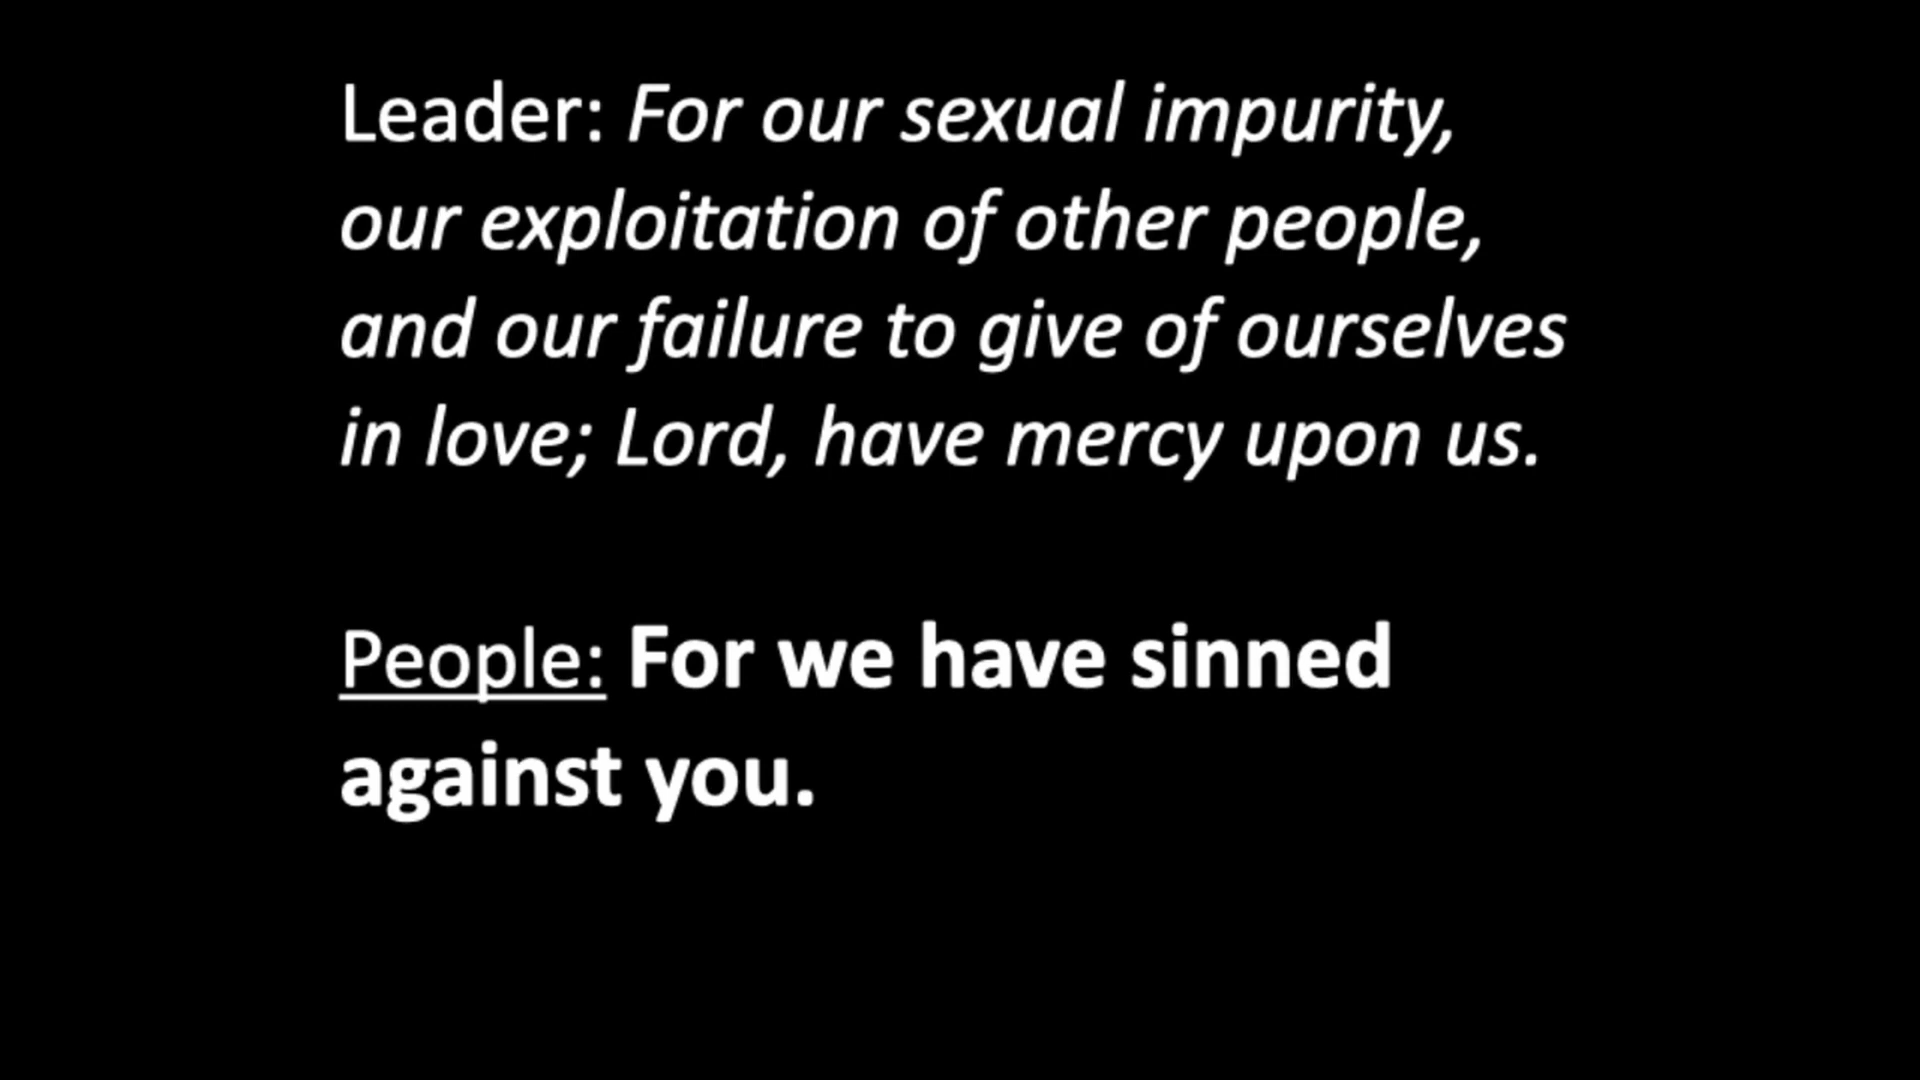 Leader: For our sexual impurity,
our exploitation of other people,
and our failure to give of ourselves
in love; Lord, have mercy upon us.
People: For we have sinned
against you.